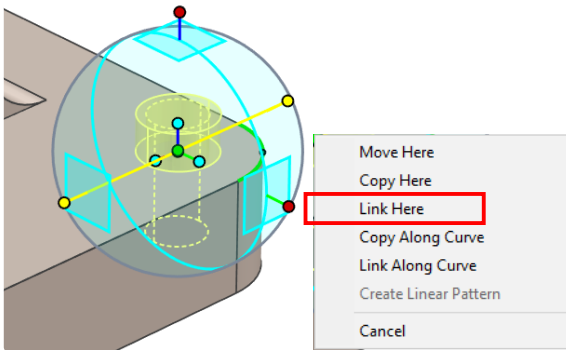 Move Here
Copy Here
Link Here
Copy Along Curve
Link Along Curve
Create Linear Pattern
Cancel